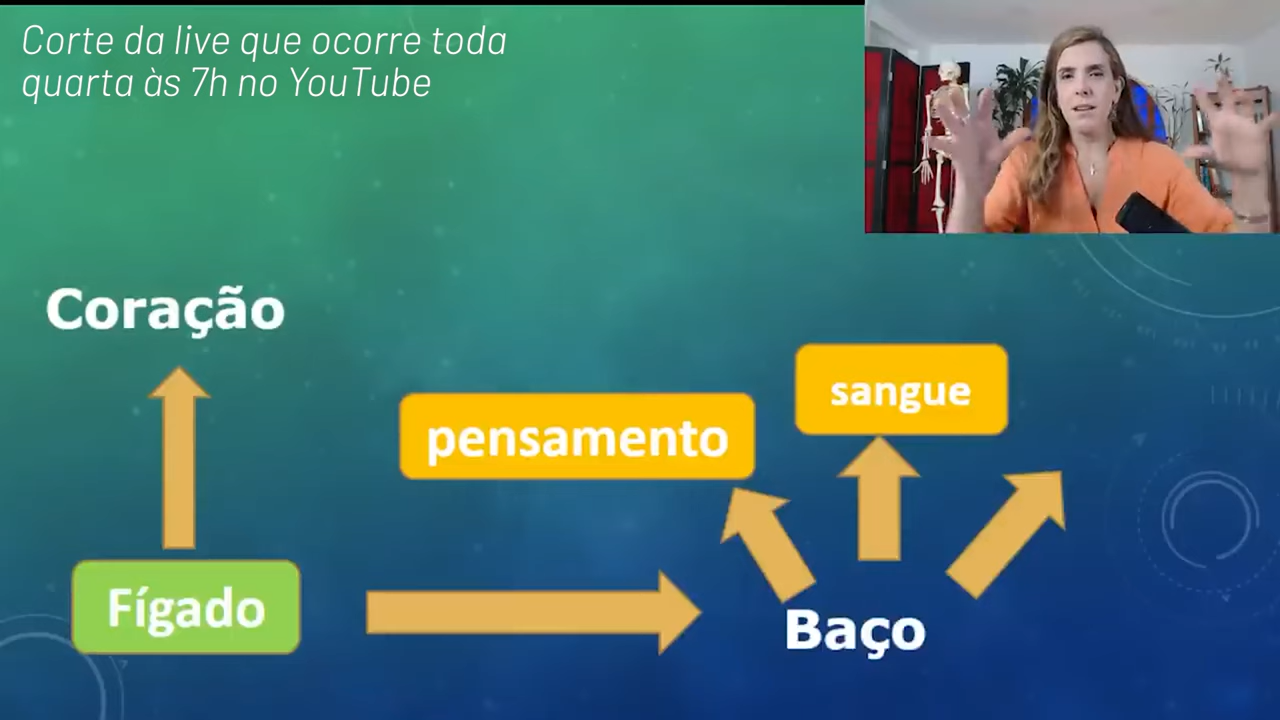 Corte da live que ocorre toda
quarta às 7h no YouTube
Coração
sangue
pensamento
Fígado
Baço